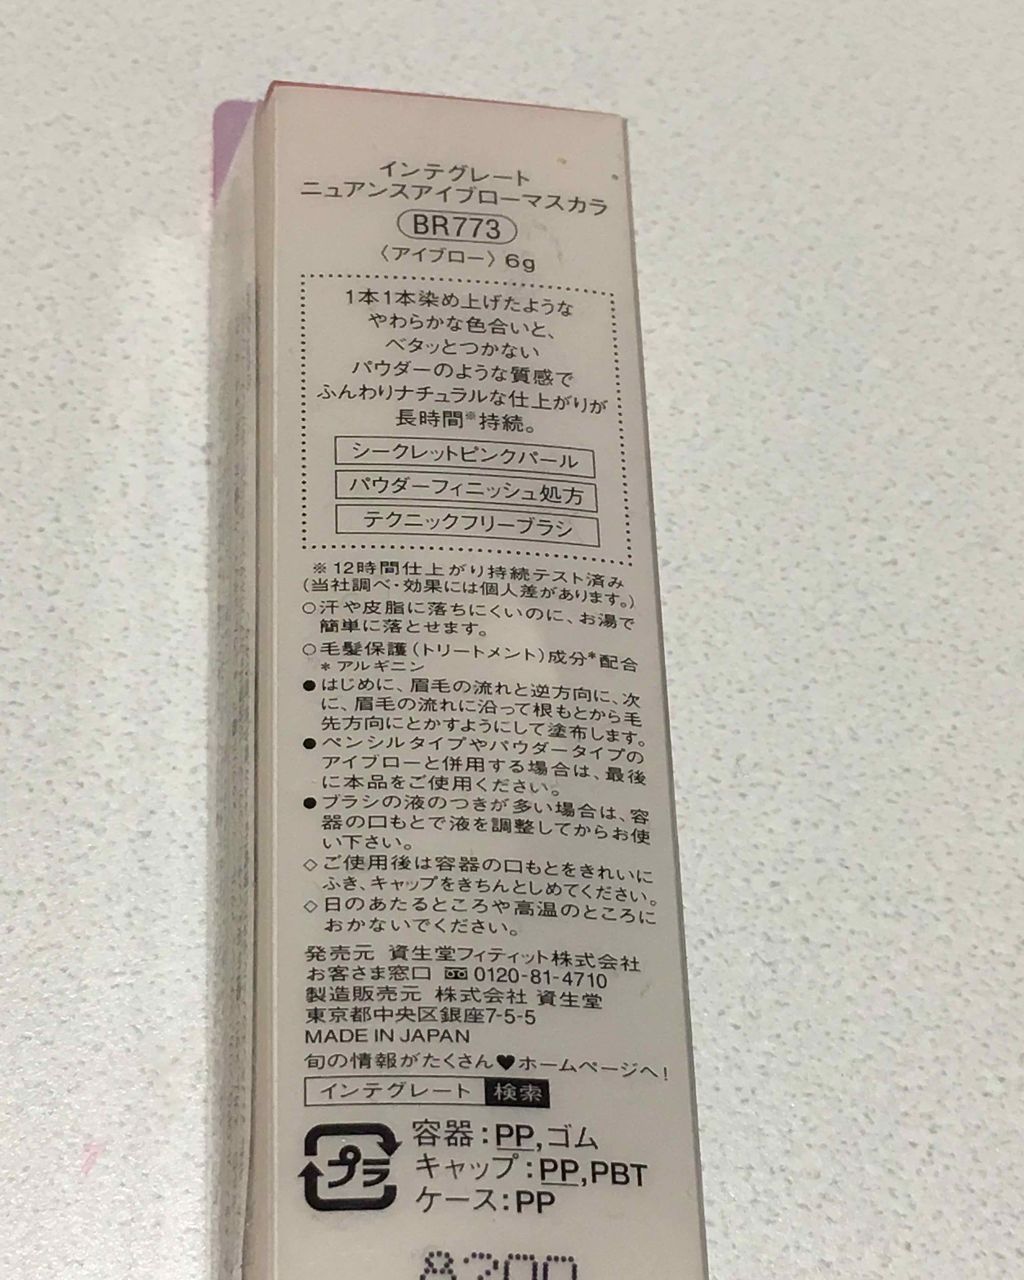 インテグレート
ニュアンスアイブローマスカラ
BR773
〈アイブロー〉6g
1本1本染め上げたような
やわらかな色合いと、
ベタッとつかない
パウダーのような質感で
ふんわりナチュラルな仕上がりが
長時間※持続。
シークレットピンクパール
パウダーフィニッシュ処方
テクニックフリーブラシ
※12時間仕上がり持続テスト済み
(当社調べ・効果には個人差があります。)
○汗や皮脂に落ちにくいのに、お湯で
簡単に落とせます。
○毛髪保護(トリートメント)成分*配合
*アルギニン
●はじめに、眉毛の流れと逆方向に、次
に、眉毛の流れに沿って根もとから毛
先方向にとかすようにして塗布します。
●ペンシルタイプやパウダータイプの
アイブローと併用する場合は、最後
に本品をご使用ください。
●ブラシの液のつきが多い場合は、容
器の口もとで液を調整してからお使
い下さい。
◇ご使用後は容器の口もとをきれいに
ふき、キャップをきちんとしめてください。
◇日のあたるところや高温のところに
おかないでください。
発売元 資生堂フィティット株式会社
お客さま窓口 0120-81-4710
製造販売元 株式会社 資生堂
東京都中央区銀座7-5-5
MADE IN JAPAN
旬の情報がたくさん♥ホームページへ!
インテグレート 検索
プラ
容器:PP,ゴム
キャップ:PP,PBT
ケース:PP